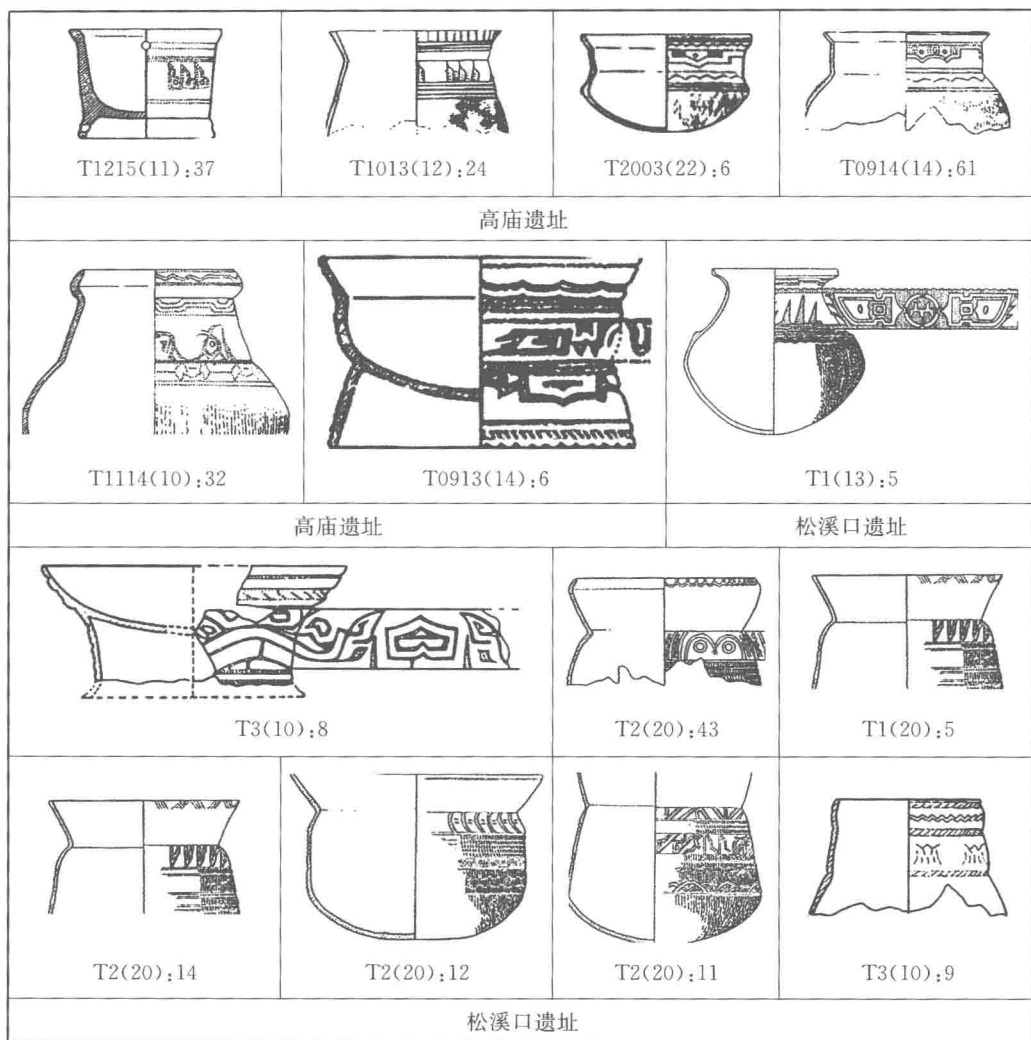 T1215(11):37 T1013(12):24 T2003(22):6 T0914(14):61
高庙遗址
T1114(10):32 T0913(14):6 T1(13):5
高庙遗址 松溪口遗址
T3(10):8 T2(20):43 T1(20):5
T2(20):14 T2(20):12 T2(20):11 T3(10):9
松溪口遗址